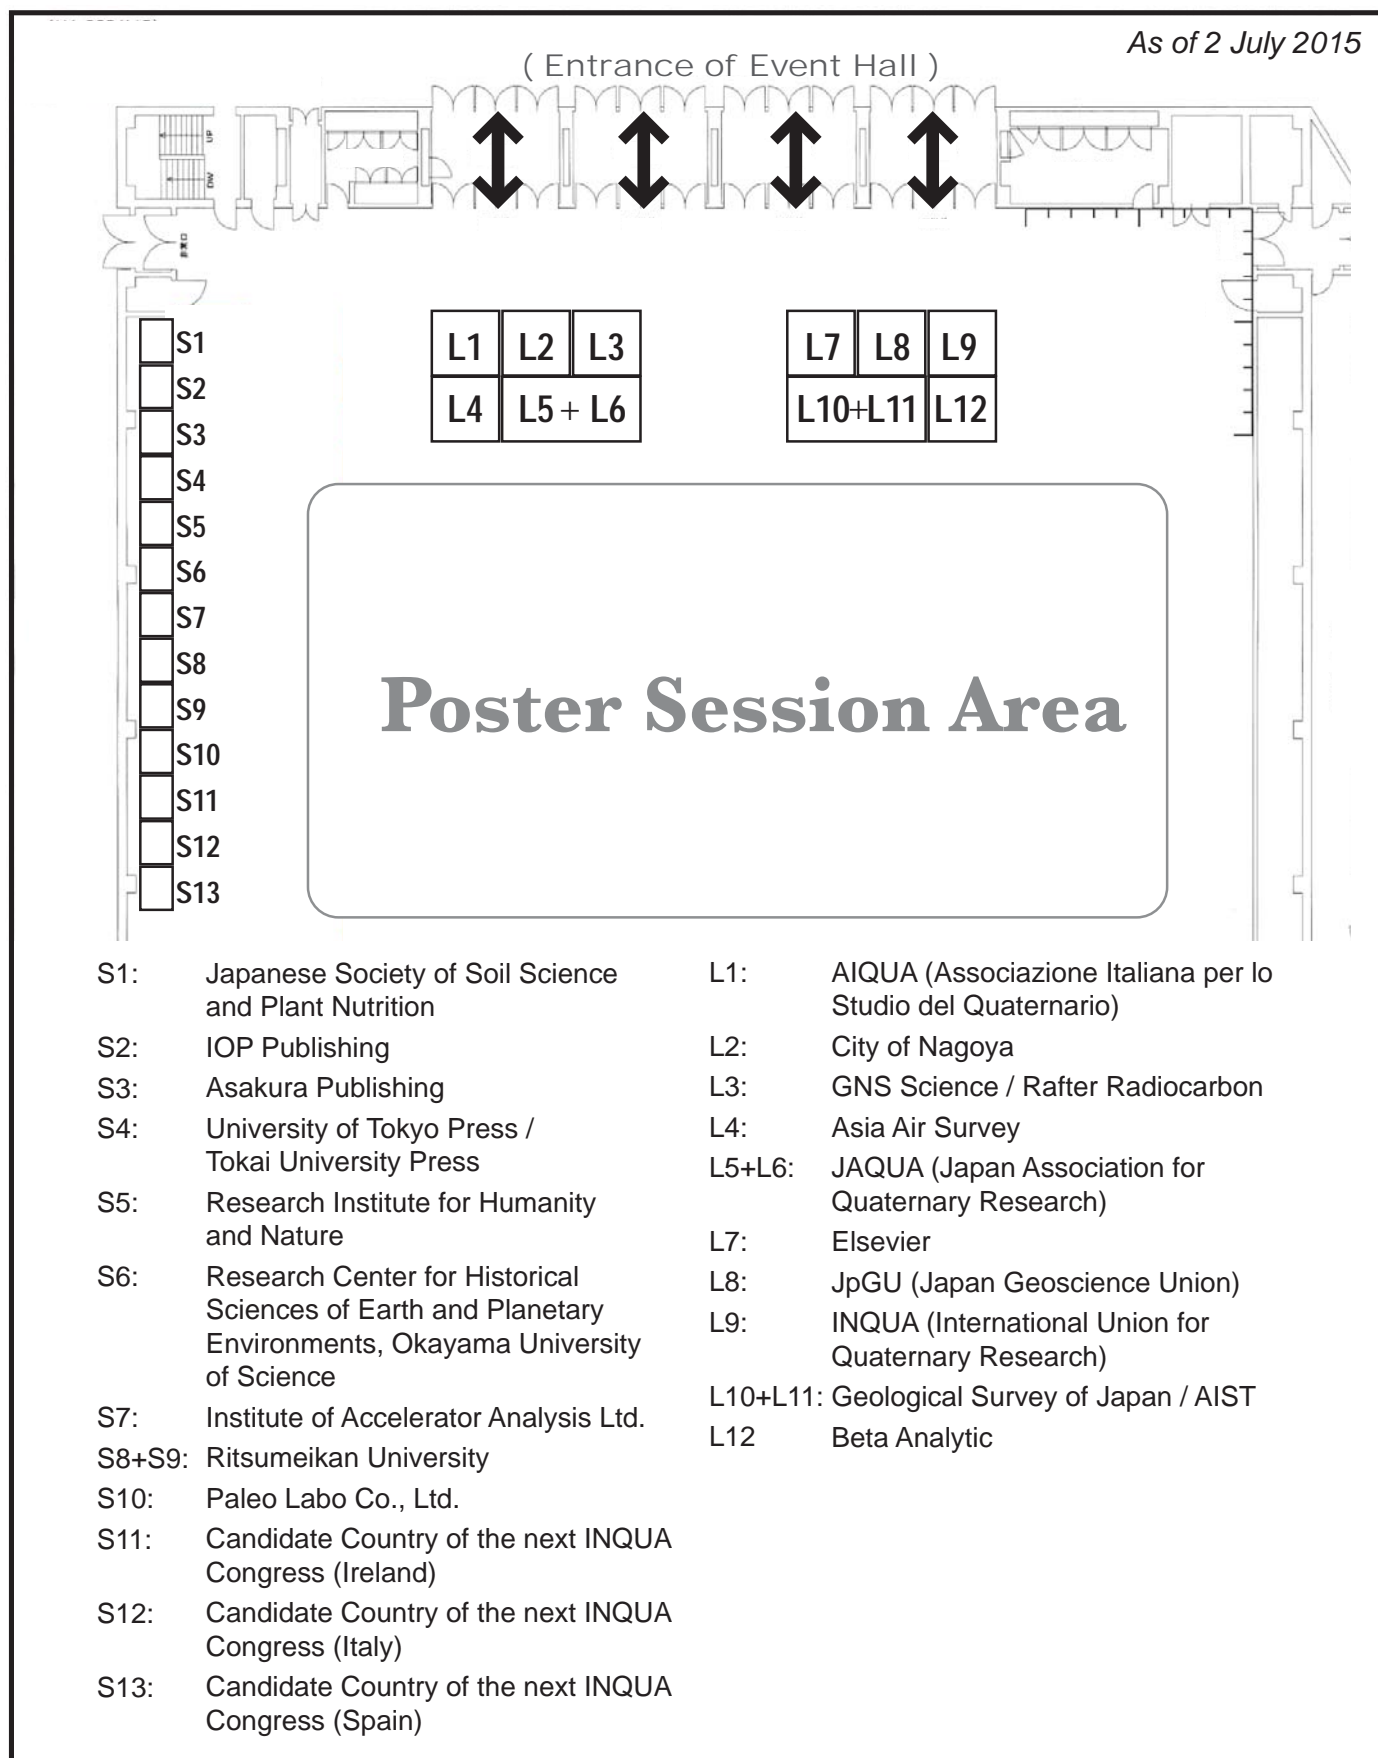 As of 2 July 2015
( Entrance of Event Hall )
UP
DW
非常口
L1 L2 L3
L7 L8 L9
L4 L5 + L6
L10+L11 L12
S1
S2
S3
S4
S5
S6
S7
S8
S9
S10
S11
S12
S13
Poster Session Area
S1: Japanese Society of Soil Science
and Plant Nutrition
S2: IOP Publishing
S3: Asakura Publishing
S4: University of Tokyo Press /
Tokai University Press
S5: Research Institute for Humanity
and Nature
S6: Research Center for Historical
Sciences of Earth and Planetary
Environments, Okayama University
of Science
S7: Institute of Accelerator Analysis Ltd.
S8+S9: Ritsumeikan University
S10: Paleo Labo Co., Ltd.
S11: Candidate Country of the next INQUA
Congress (Ireland)
S12: Candidate Country of the next INQUA
Congress (Italy)
S13: Candidate Country of the next INQUA
Congress (Spain)
L1: AIQUA (Associazione Italiana per lo
Studio del Quaternario)
L2: City of Nagoya
L3: GNS Science / Rafter Radiocarbon
L4: Asia Air Survey
L5+L6: JAQUA (Japan Association for
Quaternary Research)
L7: Elsevier
L8: JpGU (Japan Geoscience Union)
L9: INQUA (International Union for
Quaternary Research)
L10+L11: Geological Survey of Japan / AIST
L12 Beta Analytic